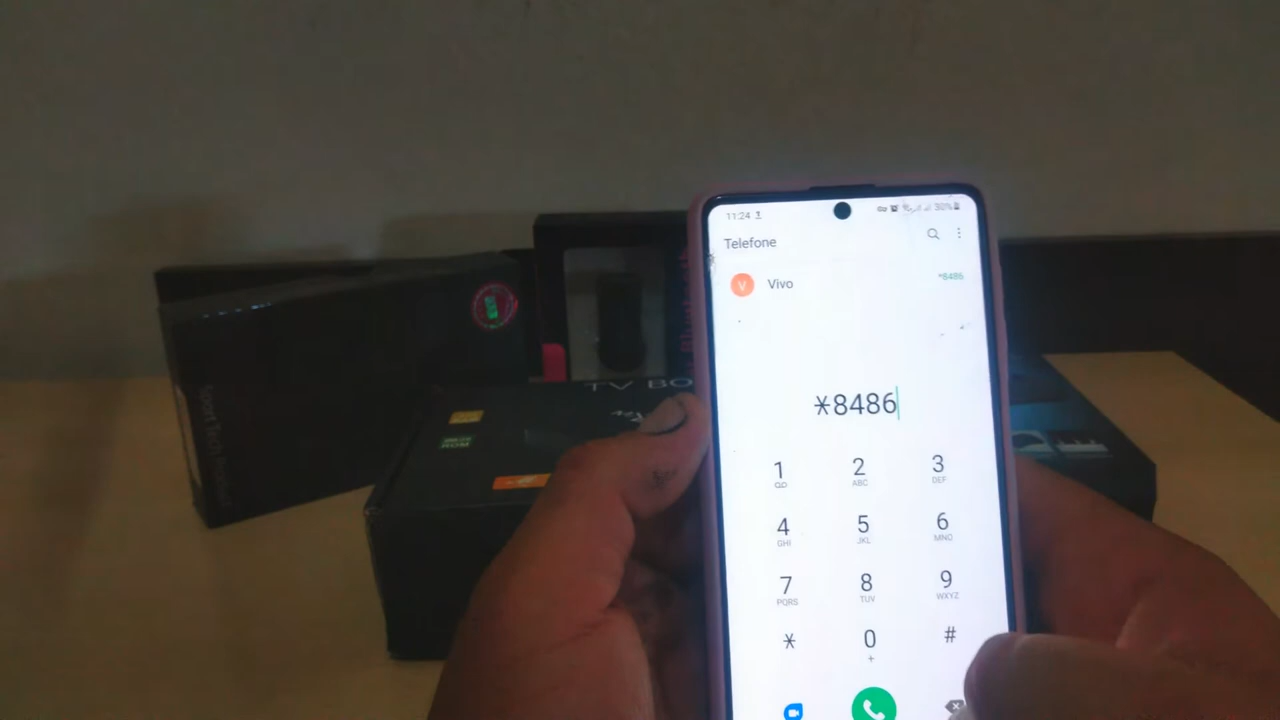 11:24
30%
Telefone
V
Vivo
*8486
*8486
1
2
ABC
3
DEF
4
GHI
5
JKL
6
MNO
7
PQRS
8
TUV
9
WXYZ
*
0
+
#
TV BO